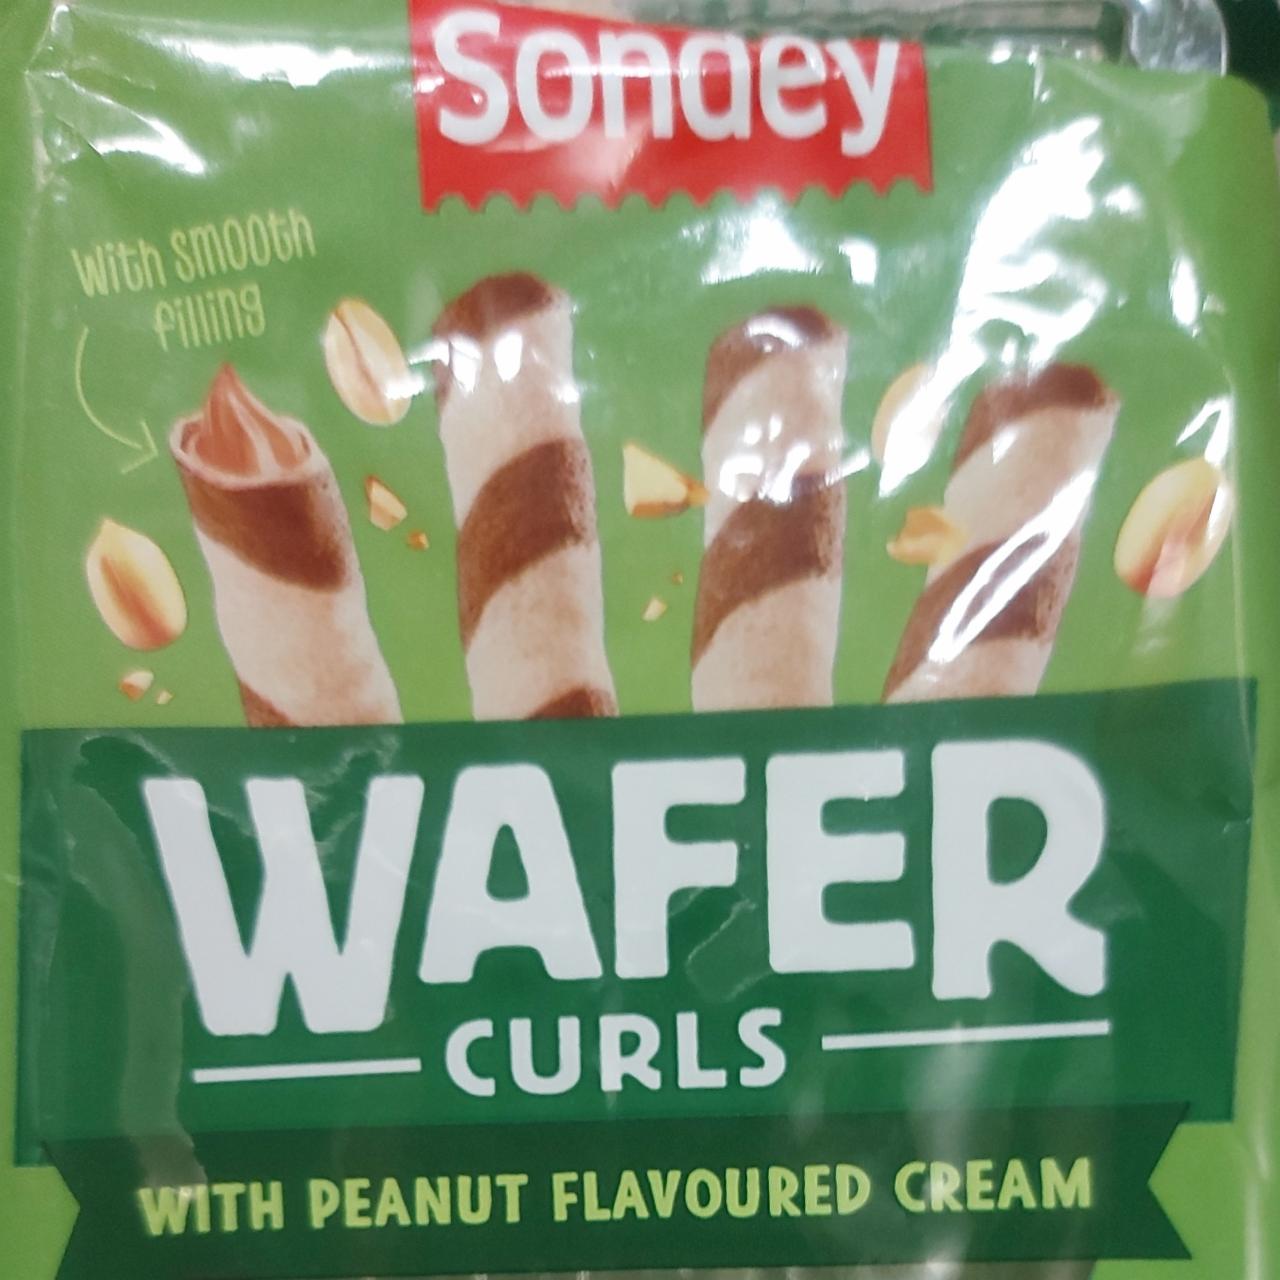 Sondey
With smooth
filling
WAFER
CURLS
WITH PEANUT FLAVOURED CREAM